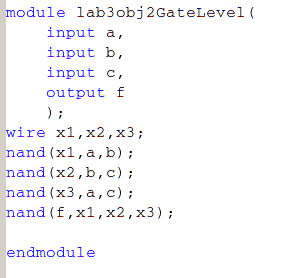 module lab3obj2GateLevel(
    input a,
    input b,
    input c,
    output f
    );
wire x1,x2,x3;
nand(x1,a,b);
nand(x2,b,c);
nand(x3,a,c);
nand(f,x1,x2,x3);

endmodule